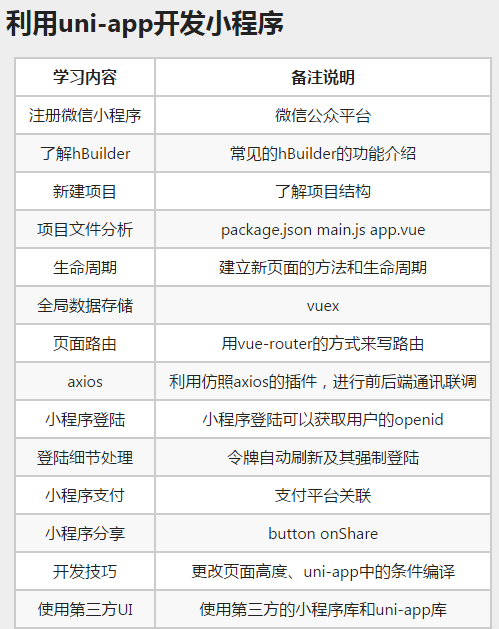 利用uni-app开发小程序
学习内容 备注说明
注册微信小程序 微信公众平台
了解hBuilder 常见的hBuilder的功能介绍
新建项目 了解项目结构
项目文件分析 package.json main.js app.vue
生命周期 建立新页面的方法和生命周期
全局数据存储 vuex
页面路由 用vue-router的方式来写路由
axios 利用仿照axios的插件，进行前后端通讯联调
小程序登陆 小程序登陆可以获取用户的openid
登陆细节处理 令牌自动刷新及其强制登陆
小程序支付 支付平台关联
小程序分享 button onShare
开发技巧 更改页面高度、uni-app中的条件编译
使用第三方UI 使用第三方的小程序库和uni-app库